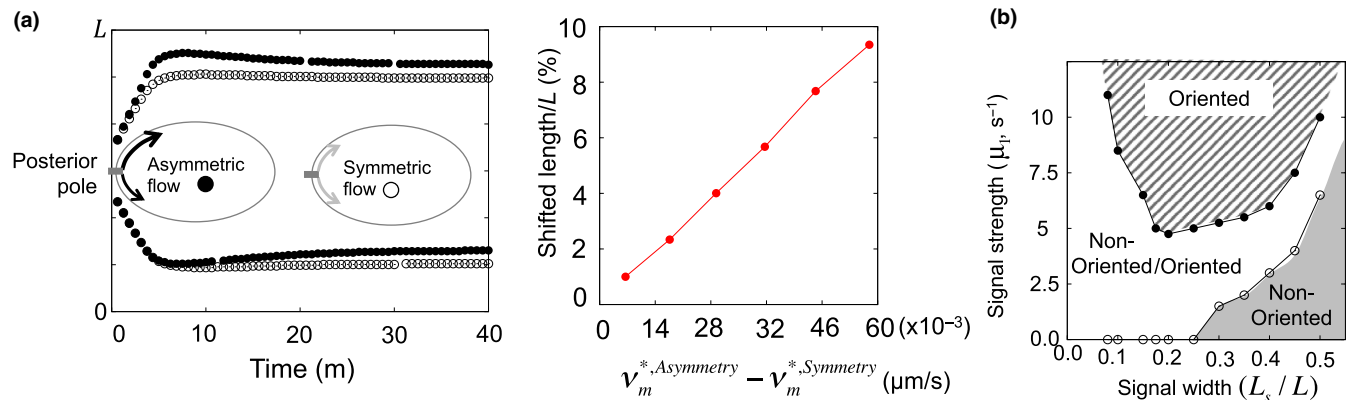 (a)
L
Posterior
pole
Asymmetric
flow
Symmetric
flow
0
0 10 20 30 40
Time (m)
10
8
6
4
2
0
Shifted length/L (%)
0 14 28 32 46 60 (x10⁻³)
ν_m^{*,Asymmetry} − ν_m^{*,Symmetry} (μm/s)
(b)
Signal strength (μ₁, s⁻¹)
10
7.5
5
2.5
0.0
Oriented
Non-
Oriented/Oriented
Non-
Oriented
0.0 0.1 0.2 0.3 0.4 0.5
Signal width (L_s / L)